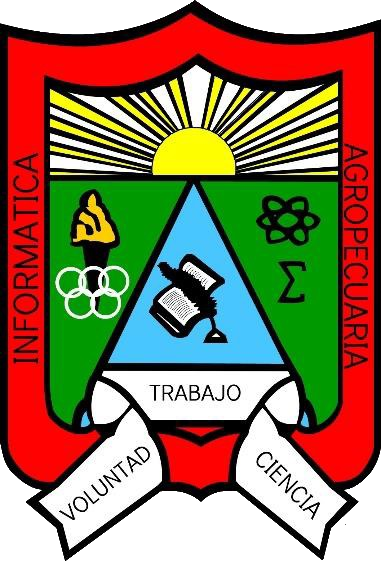 INFORMATICA
AGROPECUARIA
Σ
TRABAJO
VOLUNTAD
CIENCIA